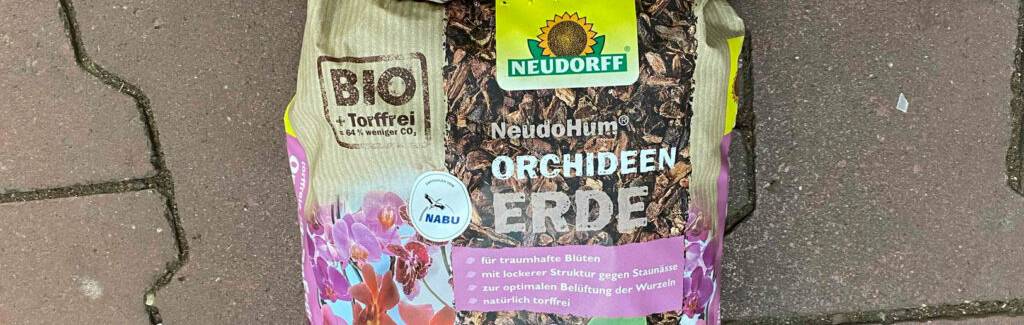 NEUDORFF®
BIO
+ Torffrei
= 64 % weniger CO₂
NeudoHum®
ORCHIDEEN
ERDE
NABU
für traumhafte Blüten
mit lockerer Struktur gegen Staunässe
zur optimalen Belüftung der Wurzeln
natürlich torffrei